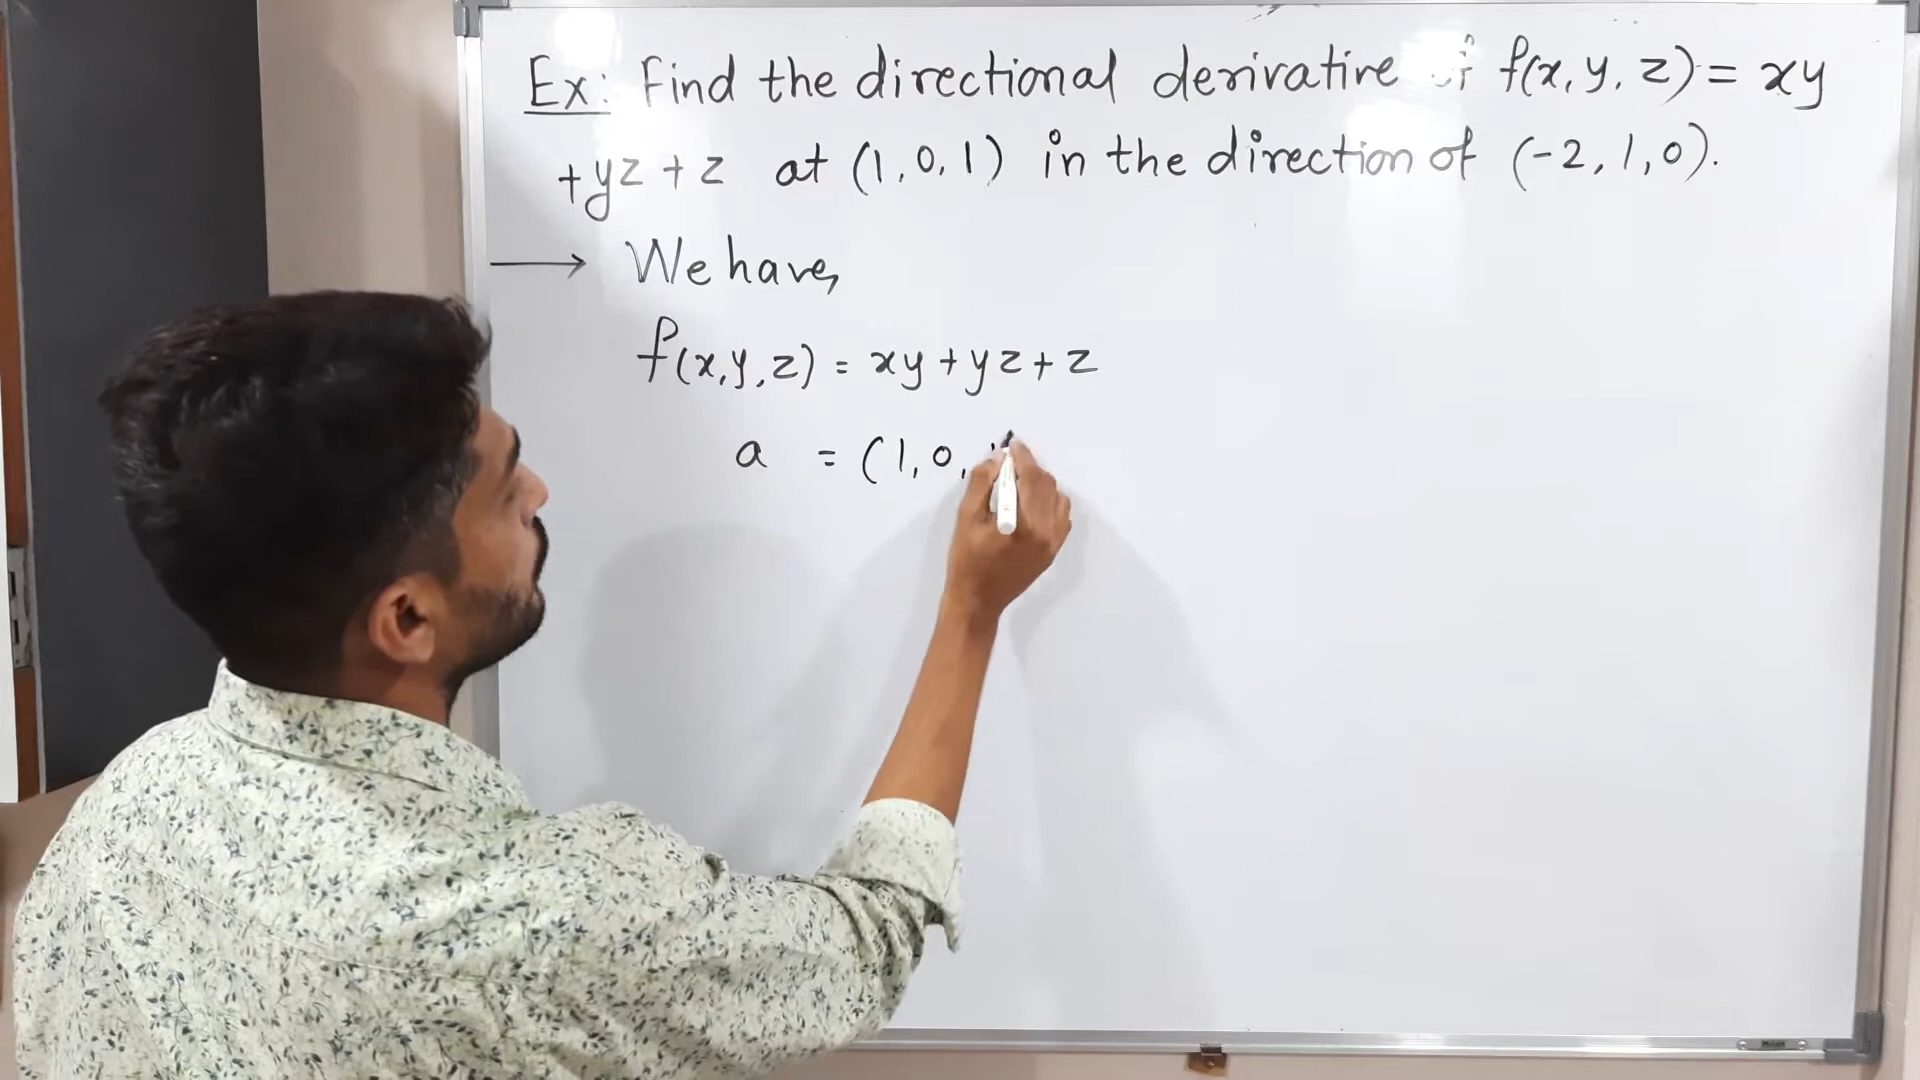 Ex: Find the directional derivative of f(x, y, z) = xy
+yz + z at (1, 0, 1) in the direction of (-2, 1, 0).
→ We have,
f(x, y, z) = xy + yz + z
a = (1, 0,